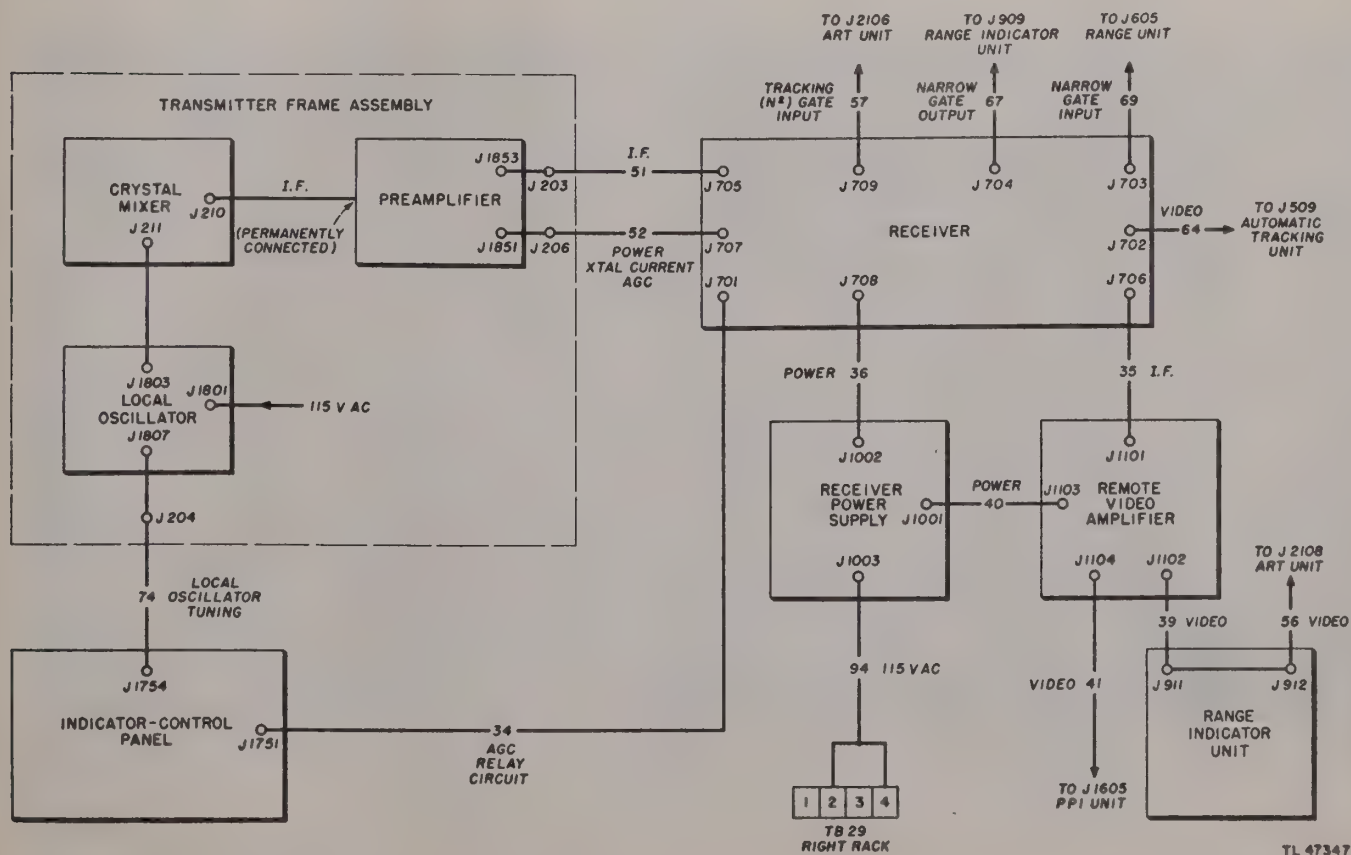 TO J2106
ART UNIT
TO J909
RANGE INDICATOR
UNIT
TO J605
RANGE UNIT
TRACKING
(N²) GATE
INPUT
57
NARROW
GATE
OUTPUT
67
NARROW
GATE
INPUT
69
TRANSMITTER FRAME ASSEMBLY
CRYSTAL
MIXER
J210
J211
I.F.
(PERMANENTLY
CONNECTED)
PREAMPLIFIER
J1853
J1851
J203
J206
I.F.
51
52
POWER
XTAL CURRENT
AGC
J705
J707
J701
J709
J704
J703
RECEIVER
J702
J706
J708
VIDEO
64
TO J509
AUTOMATIC
TRACKING
UNIT
J1803
LOCAL
OSCILLATOR
J1801
J1807
115 V AC
J204
74
LOCAL
OSCILLATOR
TUNING
POWER 36
35 I.F.
J1002
RECEIVER
POWER
SUPPLY
J1001
J1003
POWER
40
J1101
J1103
REMOTE
VIDEO
AMPLIFIER
J1104
J1102
TO J2108
ART UNIT
39 VIDEO
56 VIDEO
94 115 VAC
VIDEO 41
J1754
INDICATOR-CONTROL
PANEL
J1751
34
AGC
RELAY
CIRCUIT
J911
J912
RANGE
INDICATOR
UNIT
TO J1605
PPI UNIT
1 2 3 4
TB 29
RIGHT RACK
TL 47347